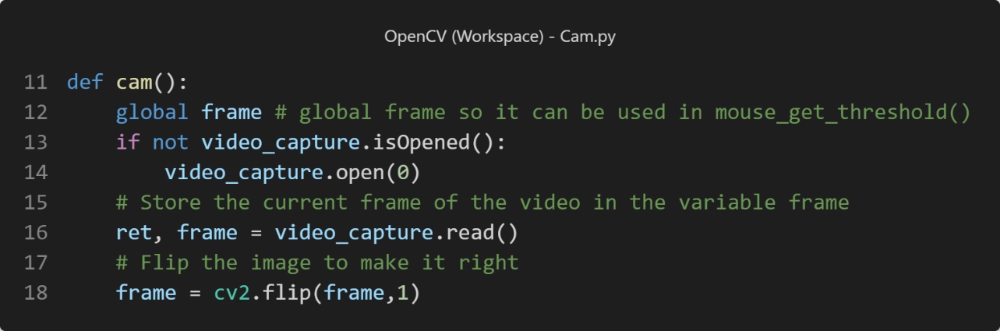 OpenCV (Workspace) - Cam.py
11 def cam():
12     global frame # global frame so it can be used in mouse_get_threshold()
13     if not video_capture.isOpened():
14         video_capture.open(0)
15     # Store the current frame of the video in the variable frame
16     ret, frame = video_capture.read()
17     # Flip the image to make it right
18     frame = cv2.flip(frame,1)